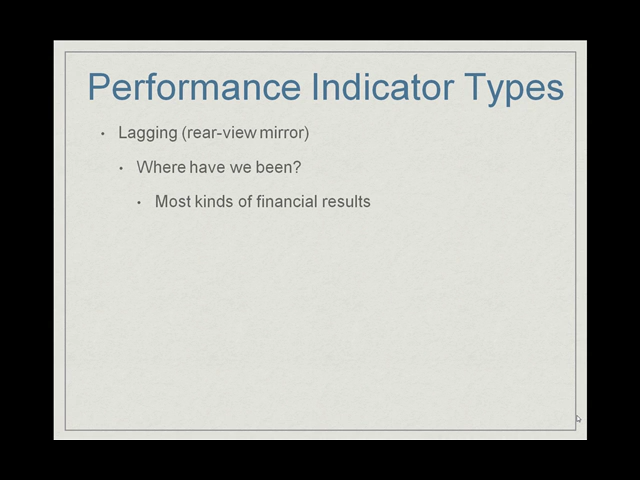 Performance Indicator Types
• Lagging (rear-view mirror)
• Where have we been?
• Most kinds of financial results